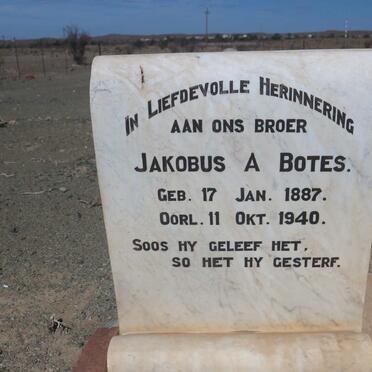 In Liefdevolle Herinnering
aan ons broer
Jakobus A Botes.
Geb. 17 Jan. 1887.
Oorl. 11 Okt. 1940.
Soos hy geleef het,
so het hy gesterf.